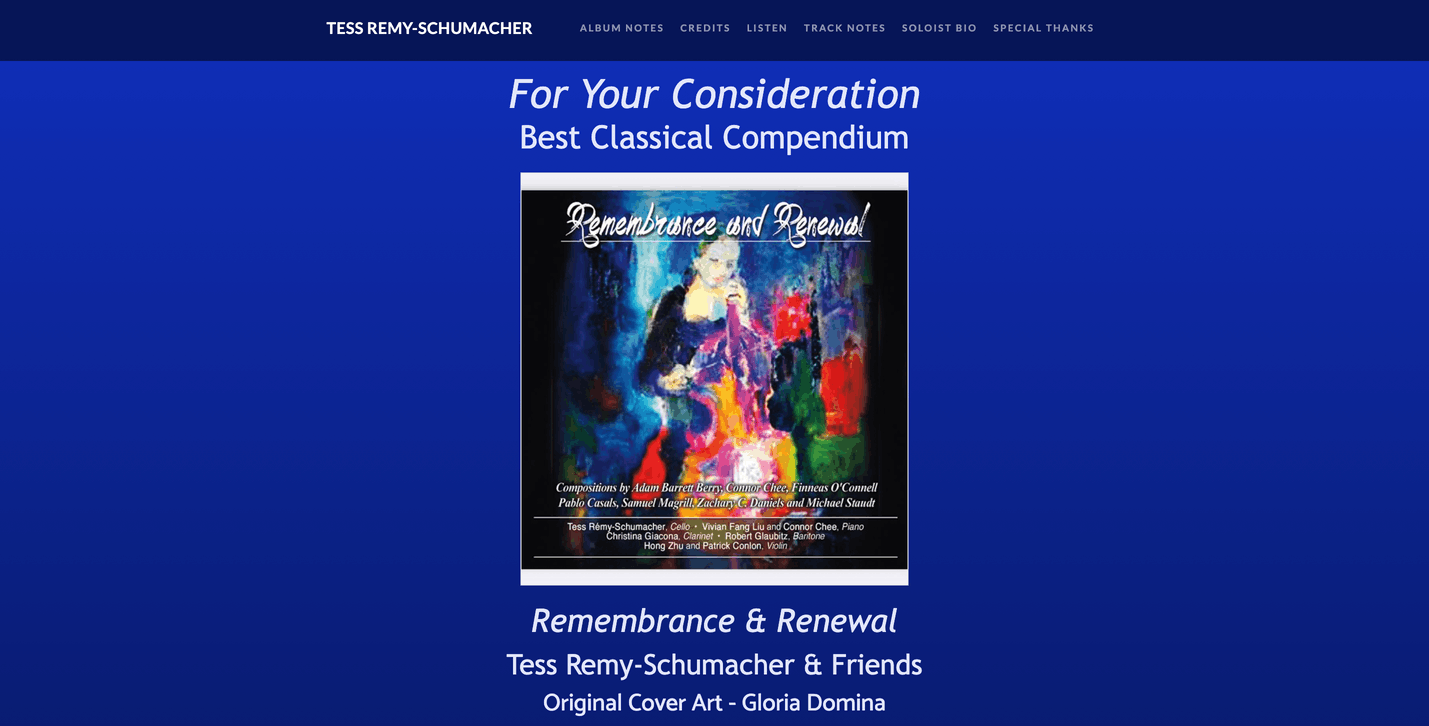 TESS REMY-SCHUMACHER
ALBUM NOTES CREDITS LISTEN TRACK NOTES SOLOIST BIO SPECIAL THANKS
For Your Consideration
Best Classical Compendium
Remembrance and Renewal
Compositions by Adam Barrett Berry, Connor Chee, Finneas O'Connell
Pablo Casals, Samuel Magrill, Zachary C. Daniels and Michael Staudt
Tess Rémy-Schumacher, Cello • Vivian Fang Liu and Connor Chee, Piano
Christina Giacona, Clarinet • Robert Glaubitz, Baritone
Hong Zhu and Patrick Conlon, Violin
Remembrance & Renewal
Tess Remy-Schumacher & Friends
Original Cover Art - Gloria Domina